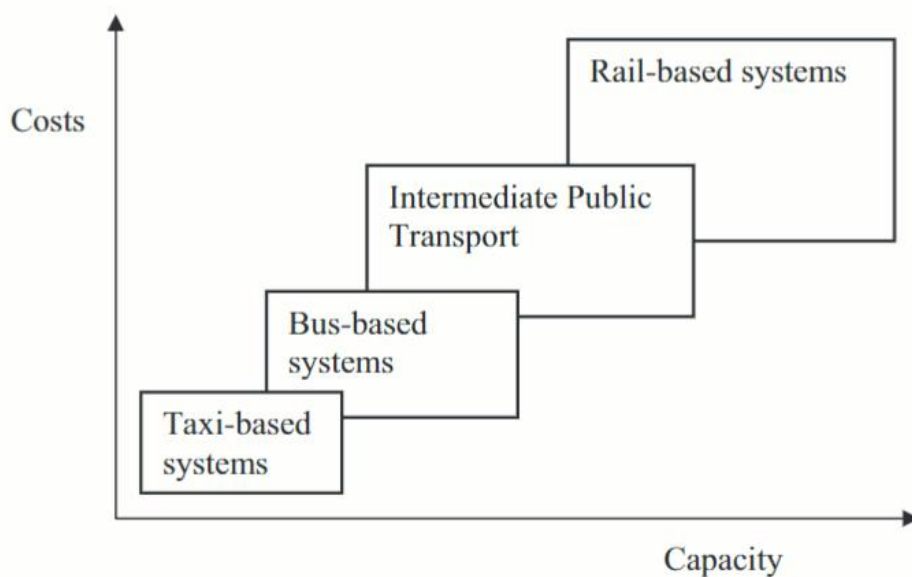 Rail-based systems
Costs
Intermediate Public
Transport
Bus-based
systems
Taxi-based
systems
Capacity